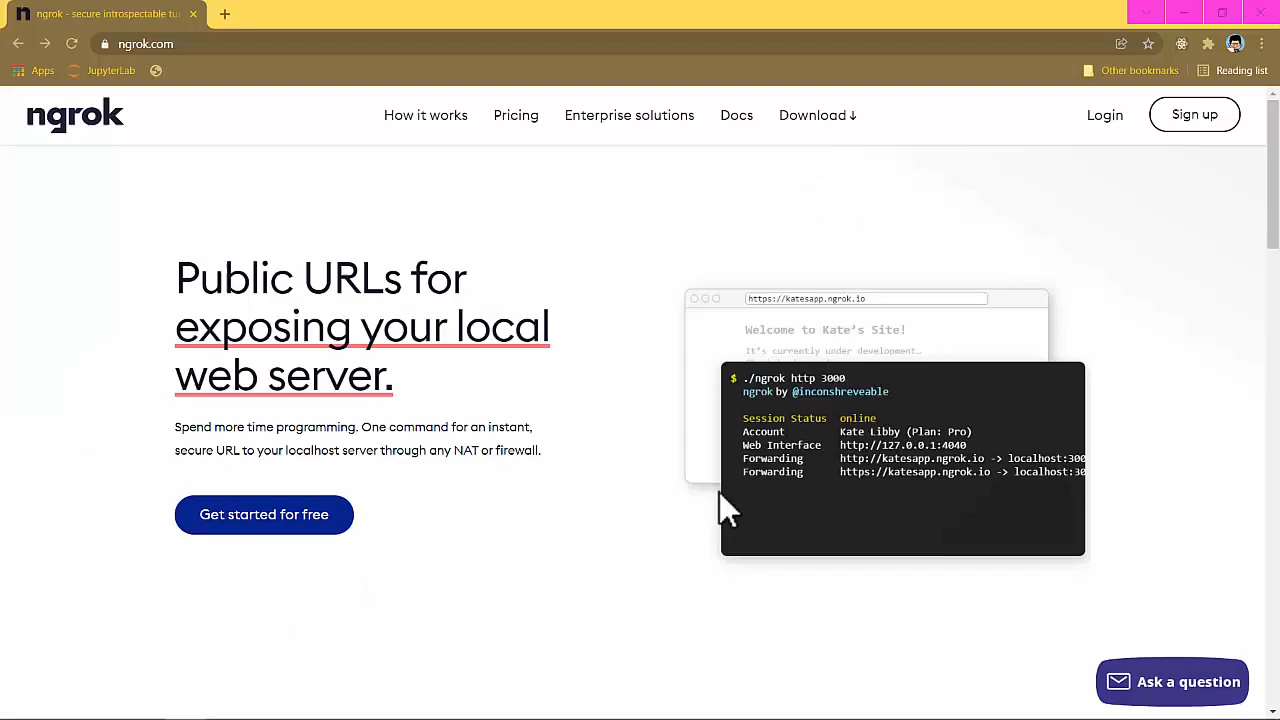 ngrok - secure introspectable tu
ngrok.com
Apps
JupyterLab
Other bookmarks
Reading list
ngrok
How it works
Pricing
Enterprise solutions
Docs
Download ↓
Login
Sign up
Public URLs for
exposing your local
web server.
Spend more time programming. One command for an instant,
secure URL to your localhost server through any NAT or firewall.
Get started for free
https://katesapp.ngrok.io
Welcome to Kate's Site!
It's currently under development…
$ ./ngrok http 3000
ngrok by @inconshreveable
Session Status online
Account Kate Libby (Plan: Pro)
Web Interface http://127.0.0.1:4040
Forwarding http://katesapp.ngrok.io -> localhost:300
Forwarding https://katesapp.ngrok.io -> localhost:30
Ask a question